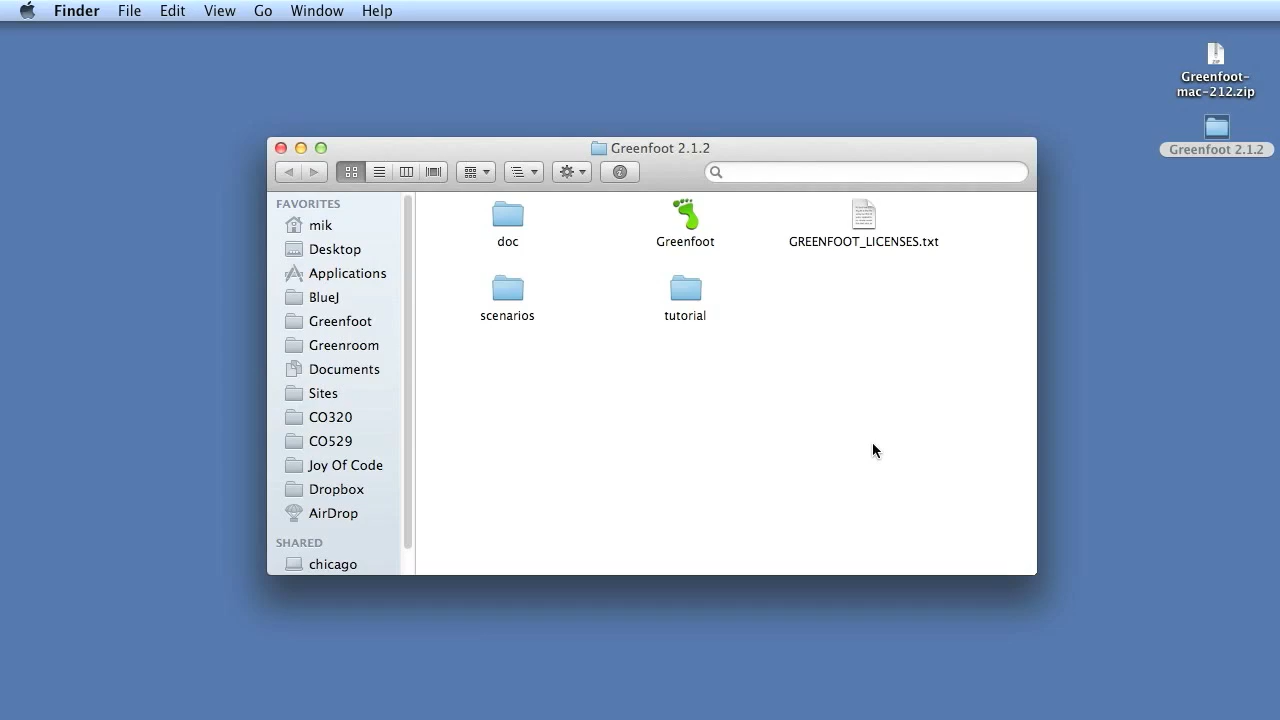 Finder File Edit View Go Window Help
Greenfoot-
mac-212.zip
Greenfoot 2.1.2
Greenfoot 2.1.2
FAVORITES
mik
Desktop
Applications
BlueJ
Greenfoot
Greenroom
Documents
Sites
CO320
CO529
Joy Of Code
Dropbox
AirDrop
SHARED
chicago
doc
Greenfoot
GREENFOOT_LICENSES.txt
scenarios
tutorial